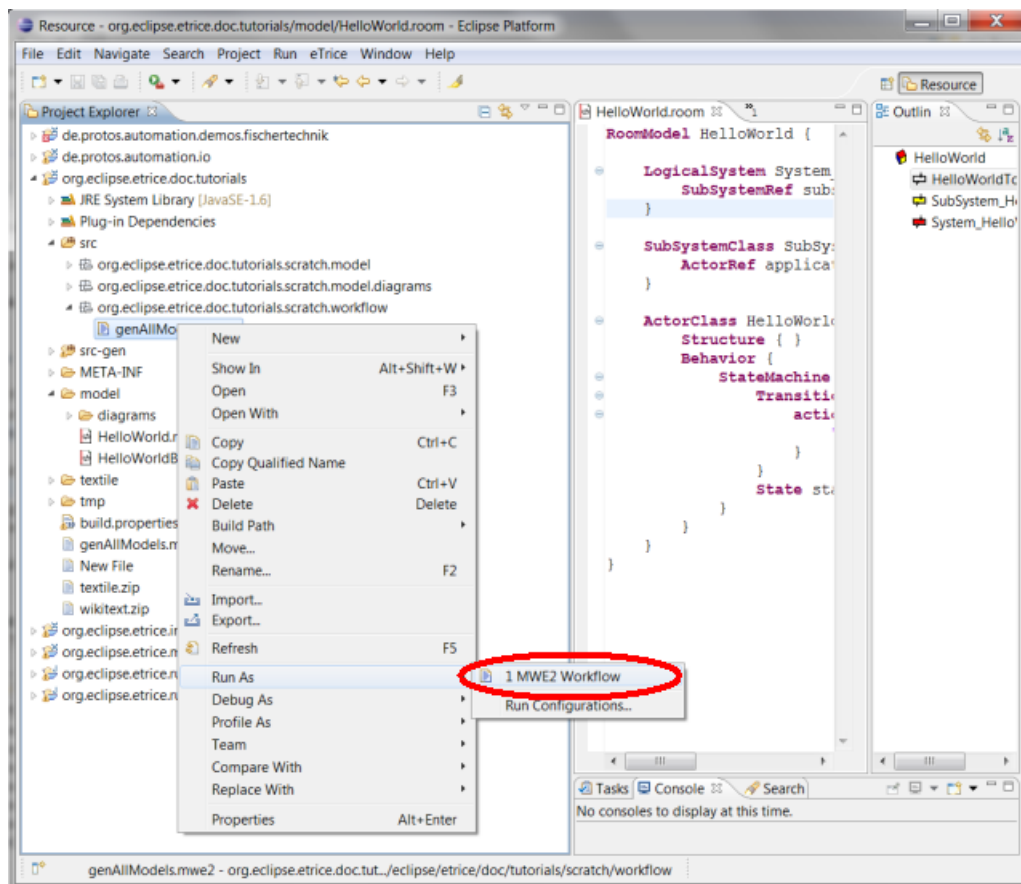 Resource - org.eclipse.etrice.doc.tutorials/model/HelloWorld.room - Eclipse Platform
File Edit Navigate Search Project Run eTrice Window Help
Resource
Project Explorer
de.protos.automation.demos.fischertechnik
de.protos.automation.io
org.eclipse.etrice.doc.tutorials
JRE System Library [JavaSE-1.6]
Plug-in Dependencies
src
org.eclipse.etrice.doc.tutorials.scratch.model
org.eclipse.etrice.doc.tutorials.scratch.model.diagrams
org.eclipse.etrice.doc.tutorials.scratch.workflow
genAllMo
src-gen
META-INF
model
diagrams
HelloWorld.r
HelloWorldB
textile
tmp
build.properties
genAllModels.m
New File
textile.zip
wikitext.zip
org.eclipse.etrice.ir
org.eclipse.etrice.m
org.eclipse.etrice.ru
org.eclipse.etrice.ru
New
Show In Alt+Shift+W
Open F3
Open With
Copy Ctrl+C
Copy Qualified Name
Paste Ctrl+V
Delete Delete
Build Path
Move...
Rename... F2
Import...
Export...
Refresh F5
Run As
Debug As
Profile As
Team
Compare With
Replace With
Properties Alt+Enter
1 MWE2 Workflow
Run Configurations...
HelloWorld.room
1
RoomModel HelloWorld {
LogicalSystem System_
SubSystemRef subs
}
SubSystemClass SubSys
ActorRef applica
}
ActorClass HelloWorld
Structure { }
Behavior {
StateMachine
Transitio
actio
}
}
State sta
}
}
}
}
Outlin
HelloWorld
HelloWorldTo
SubSystem_H
System_Hello
Tasks Console Search
No consoles to display at this time.
genAllModels.mwe2 - org.eclipse.etrice.doc.tut.../eclipse/etrice/doc/tutorials/scratch/workflow